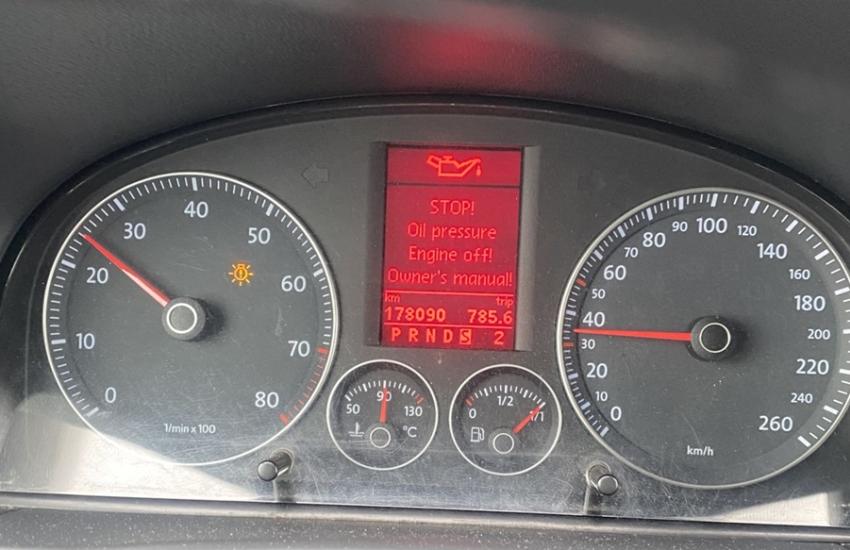 0
10
20
30
40
50
60
70
80
1/min x 100
STOP!
Oil pressure
Engine off!
Owner's manual!
km trip
178090 785.6
P R N D S 2
50 90 130
°C
0 1/2 1/1
0
10
20
30
40
50
60
70
80
90
100
120
140
160
180
200
220
240
260
km/h